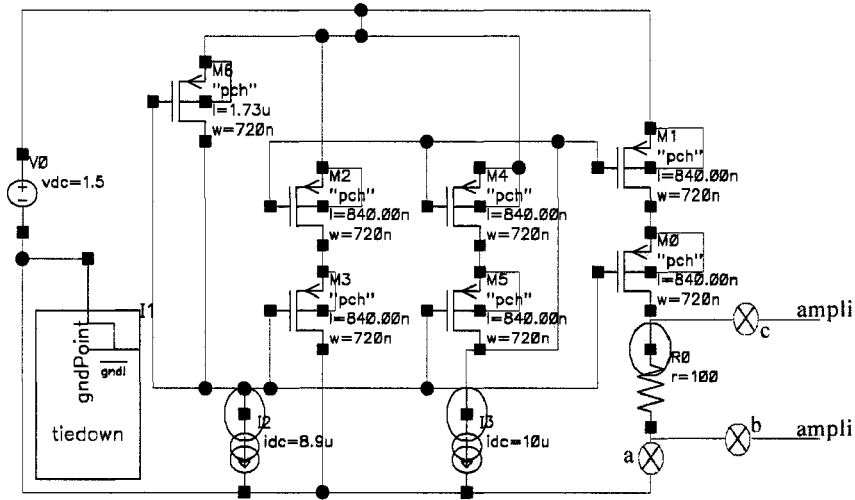 M6
"pch"
l=1.73u
w=720n
V0
vdc=1.5
M2
"pch"
l=840.00n
w=720n
M4
"pch"
l=840.00n
w=720n
M1
"pch"
l=840.00n
w=720n
M3
"pch"
l=840.00n
w=720n
M5
"pch"
l=840.00n
w=720n
M0
"pch"
l=840.00n
w=720n
I1
gndPoint
gnd!
tiedown
I2
idc=8.9u
I3
idc=10u
R0
r=100
c
ampli
b
ampli
a